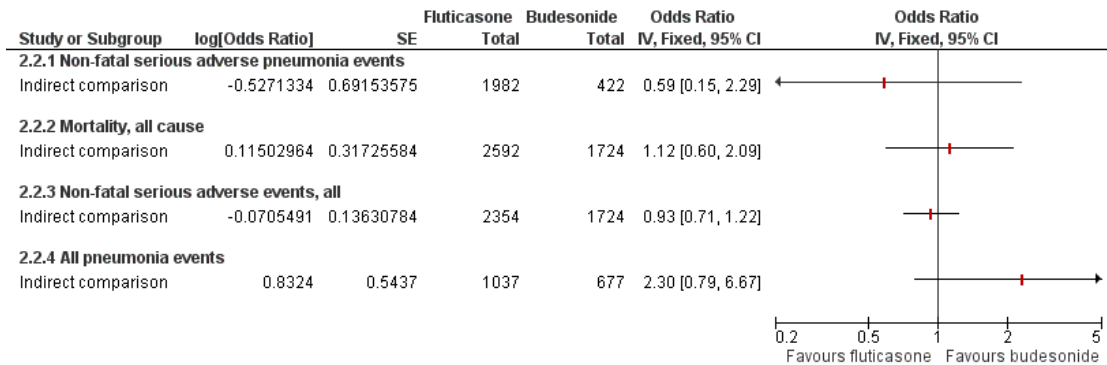 Fluticasone Budesonide Odds Ratio Odds Ratio
Study or Subgroup log[Odds Ratio] SE Total Total IV, Fixed, 95% CI IV, Fixed, 95% CI
2.2.1 Non-fatal serious adverse pneumonia events
Indirect comparison -0.5271334 0.69153575 1982 422 0.59 [0.15, 2.29]
2.2.2 Mortality, all cause
Indirect comparison 0.11502964 0.31725584 2592 1724 1.12 [0.60, 2.09]
2.2.3 Non-fatal serious adverse events, all
Indirect comparison -0.0705491 0.13630784 2354 1724 0.93 [0.71, 1.22]
2.2.4 All pneumonia events
Indirect comparison 0.8324 0.5437 1037 677 2.30 [0.79, 6.67]
0.2 0.5 1 2 5
Favours fluticasone Favours budesonide